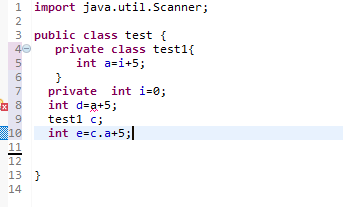 1 import java.util.Scanner;
2
3 public class test {
4 private class test1{
5 int a=i+5;
6 }
7 private  int i=0;
8 int d=a+5;
9 test1 c;
10 int e=c.a+5;
11
12
13 }
14